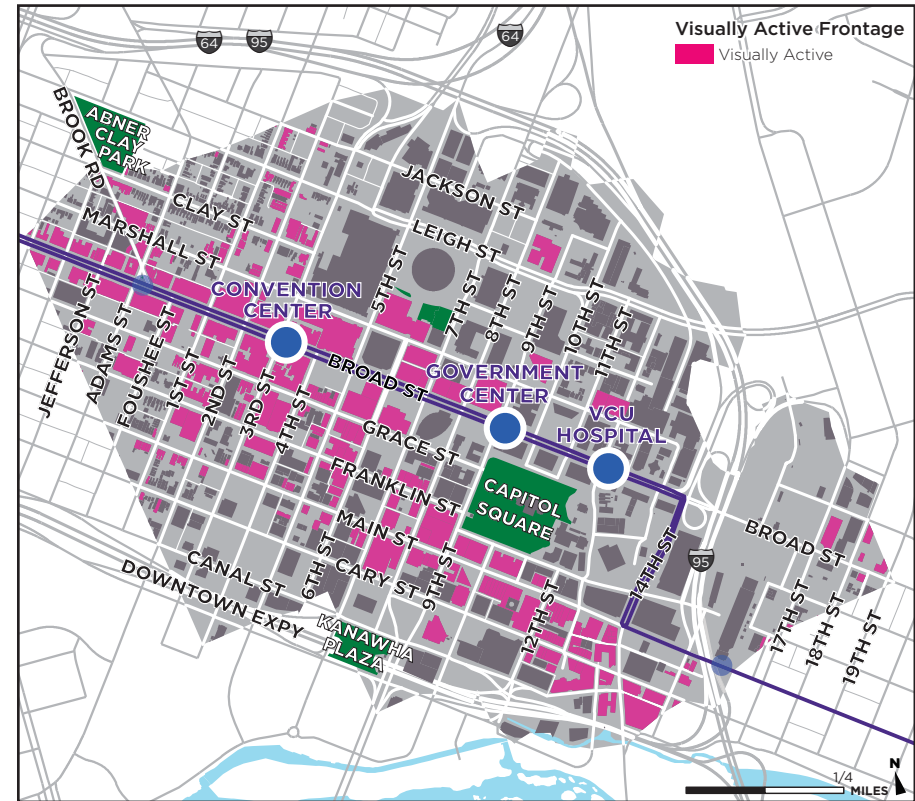 Visually Active Frontage
Visually Active
64
95
64
BROOK RD
ABNER
CLAY
PARK
JACKSON ST
CLAY ST
LEIGH ST
MARSHALL ST
5TH ST
7TH ST
8TH ST
9TH ST
10TH ST
11TH ST
CONVENTION
CENTER
JEFFERSON ST
ADAMS ST
FOUSHEE ST
1ST ST
2ND ST
3RD ST
4TH ST
BROAD ST
GOVERNMENT
CENTER
VCU
HOSPITAL
GRACE ST
FRANKLIN ST
CAPITOL
SQUARE
MAIN ST
BROAD ST
14TH ST
95
CARY ST
6TH ST
9TH ST
12TH ST
CANAL ST
DOWNTOWN EXPY
KANAWHA
PLAZA
17TH ST
18TH ST
19TH ST
1/4
MILES
N